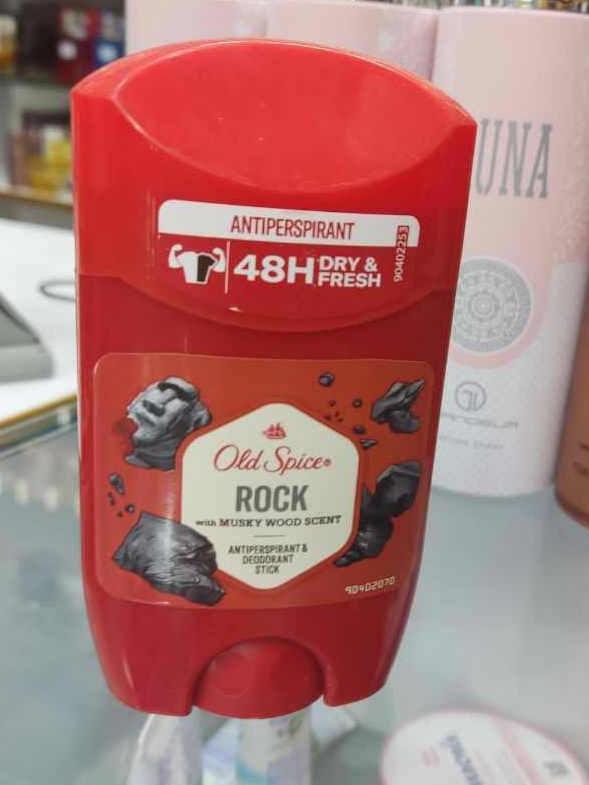 ANTIPERSPIRANT
48H DRY & FRESH
90402253
Old Spice®
ROCK
with MUSKY WOOD SCENT
ANTIPERSPIRANT &
DEODORANT
STICK
90402070
UNA